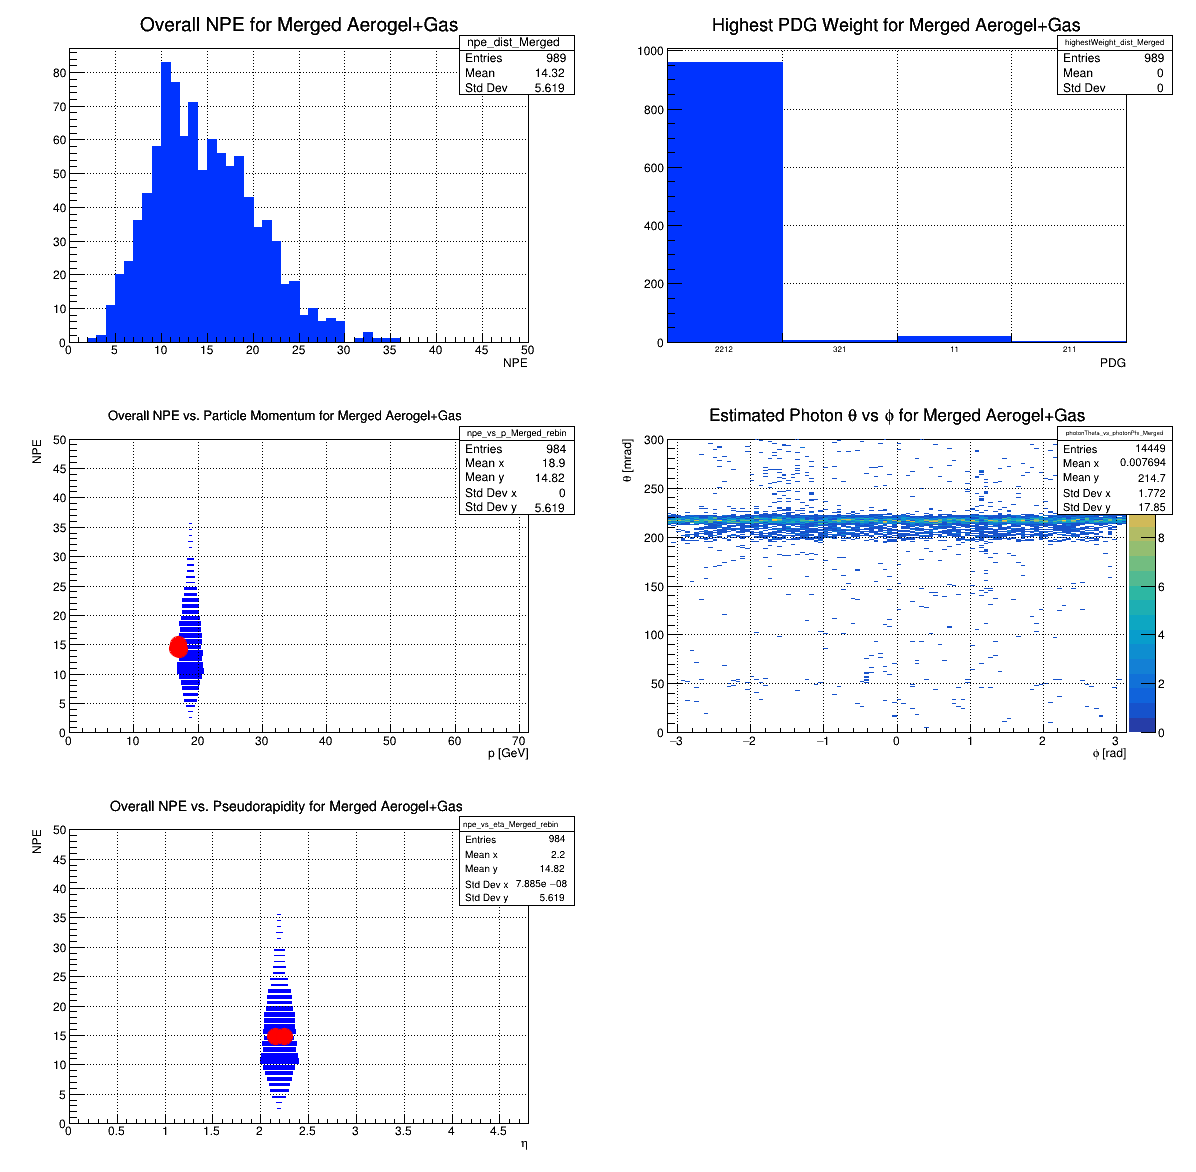 Overall NPE for Merged Aerogel+Gas
npe_dist_Merged
Entries 989
Mean 14.32
Std Dev 5.619
80
70
60
50
40
30
20
10
0
0 5 10 15 20 25 30 35 40 45 50
NPE
Highest PDG Weight for Merged Aerogel+Gas
highestWeight_dist_Merged
Entries 989
Mean 0
Std Dev 0
1000
800
600
400
200
0
2212 321 11 211
PDG
Overall NPE vs. Particle Momentum for Merged Aerogel+Gas
npe_vs_p_Merged_rebin
Entries 984
Mean x 18.9
Mean y 14.82
Std Dev x 0
Std Dev y 5.619
NPE
50
45
40
35
30
25
20
15
10
5
0
0 10 20 30 40 50 60 70
p [GeV]
Estimated Photon θ vs ϕ for Merged Aerogel+Gas
photonTheta_vs_photonPhi_Merged
Entries 14449
Mean x 0.007694
Mean y 214.7
Std Dev x 1.772
Std Dev y 17.85
θ [mrad]
300
250
200
150
100
50
0
−3 −2 −1 0 1 2 3
ϕ [rad]
8
6
4
2
0
Overall NPE vs. Pseudorapidity for Merged Aerogel+Gas
npe_vs_eta_Merged_rebin
Entries 984
Mean x 2.2
Mean y 14.82
Std Dev x 7.885e −08
Std Dev y 5.619
NPE
50
45
40
35
30
25
20
15
10
5
0
0 0.5 1 1.5 2 2.5 3 3.5 4 4.5
η